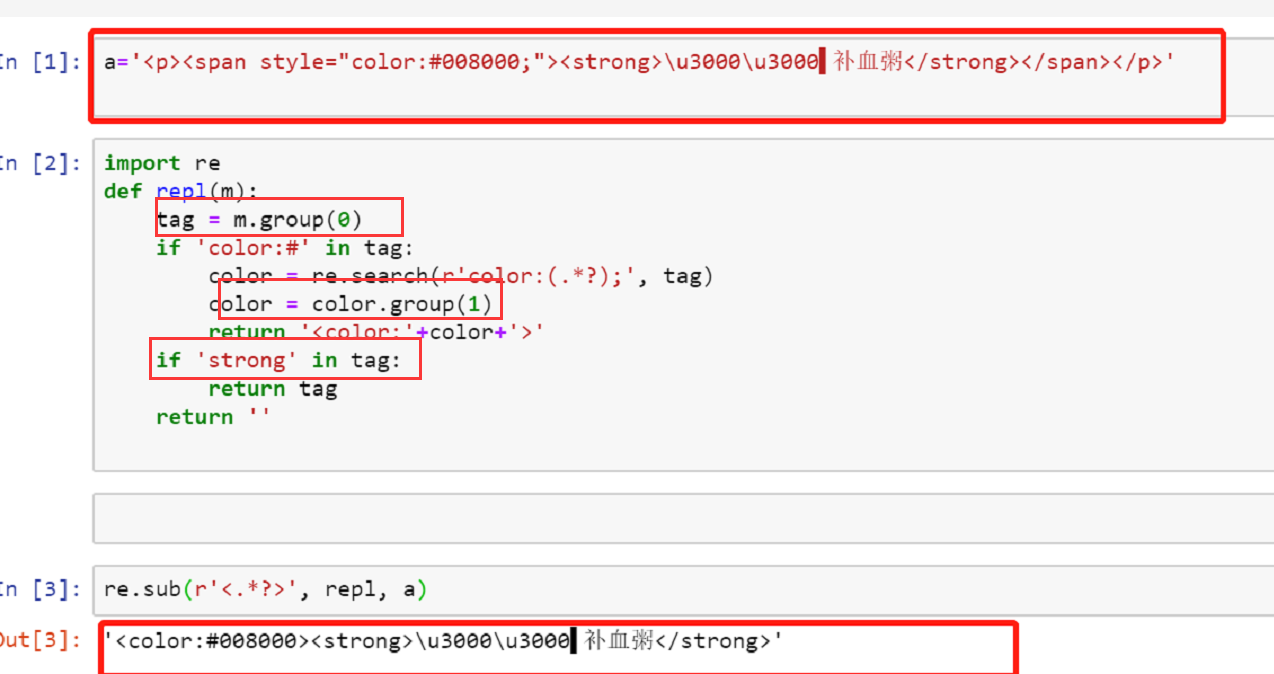 In [1]: a='<p><span style="color:#008000;"><strong>\u3000\u3000▌补血粥</strong></span></p>'
In [2]: import re
def repl(m):
    tag = m.group(0)
    if 'color:#' in tag:
        color = re.search(r'color:(.*?);', tag)
        color = color.group(1)
        return '<color:'+color+'>'
    if 'strong' in tag:
        return tag
    return ''
In [3]: re.sub(r'<.*?>', repl, a)
Out[3]: '<color:#008000><strong>\u3000\u3000▌补血粥</strong>'